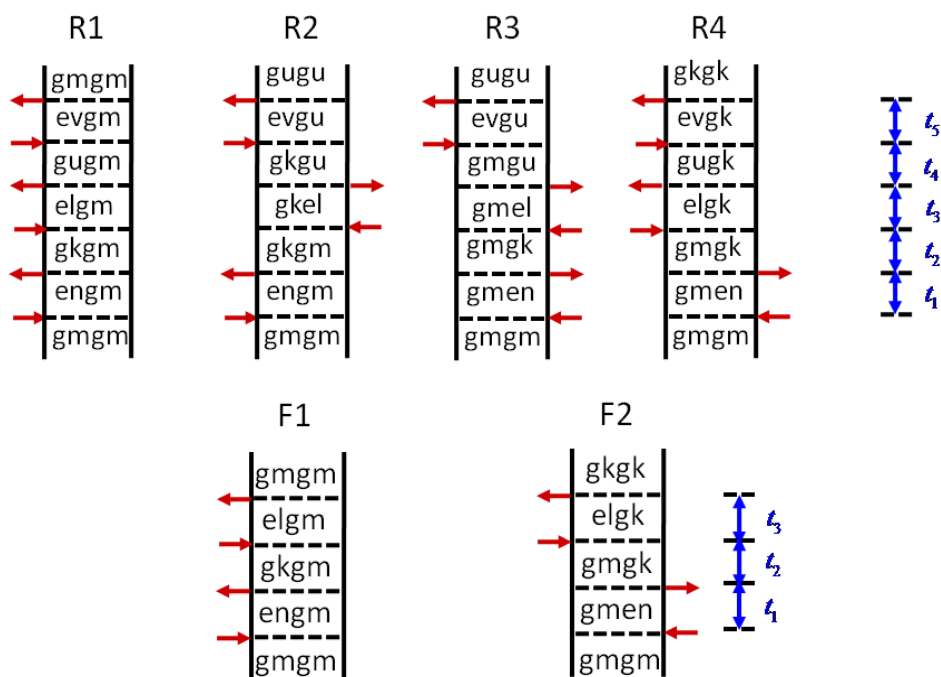 R1 R2 R3 R4
gmgm gugu gugu gkgk
evgm evgu evgu evgk t5
gugm gkgu gmgu gugk t4
elgm gkel gmel elgk t3
gkgm gkgm gmgk gmgk t2
engm engm gmen gmen t1
gmgm gmgm gmgm gmgm
F1 F2
gmgm gkgk
elgm elgk t3
gkgm gmgk t2
engm gmen t1
gmgm gmgm